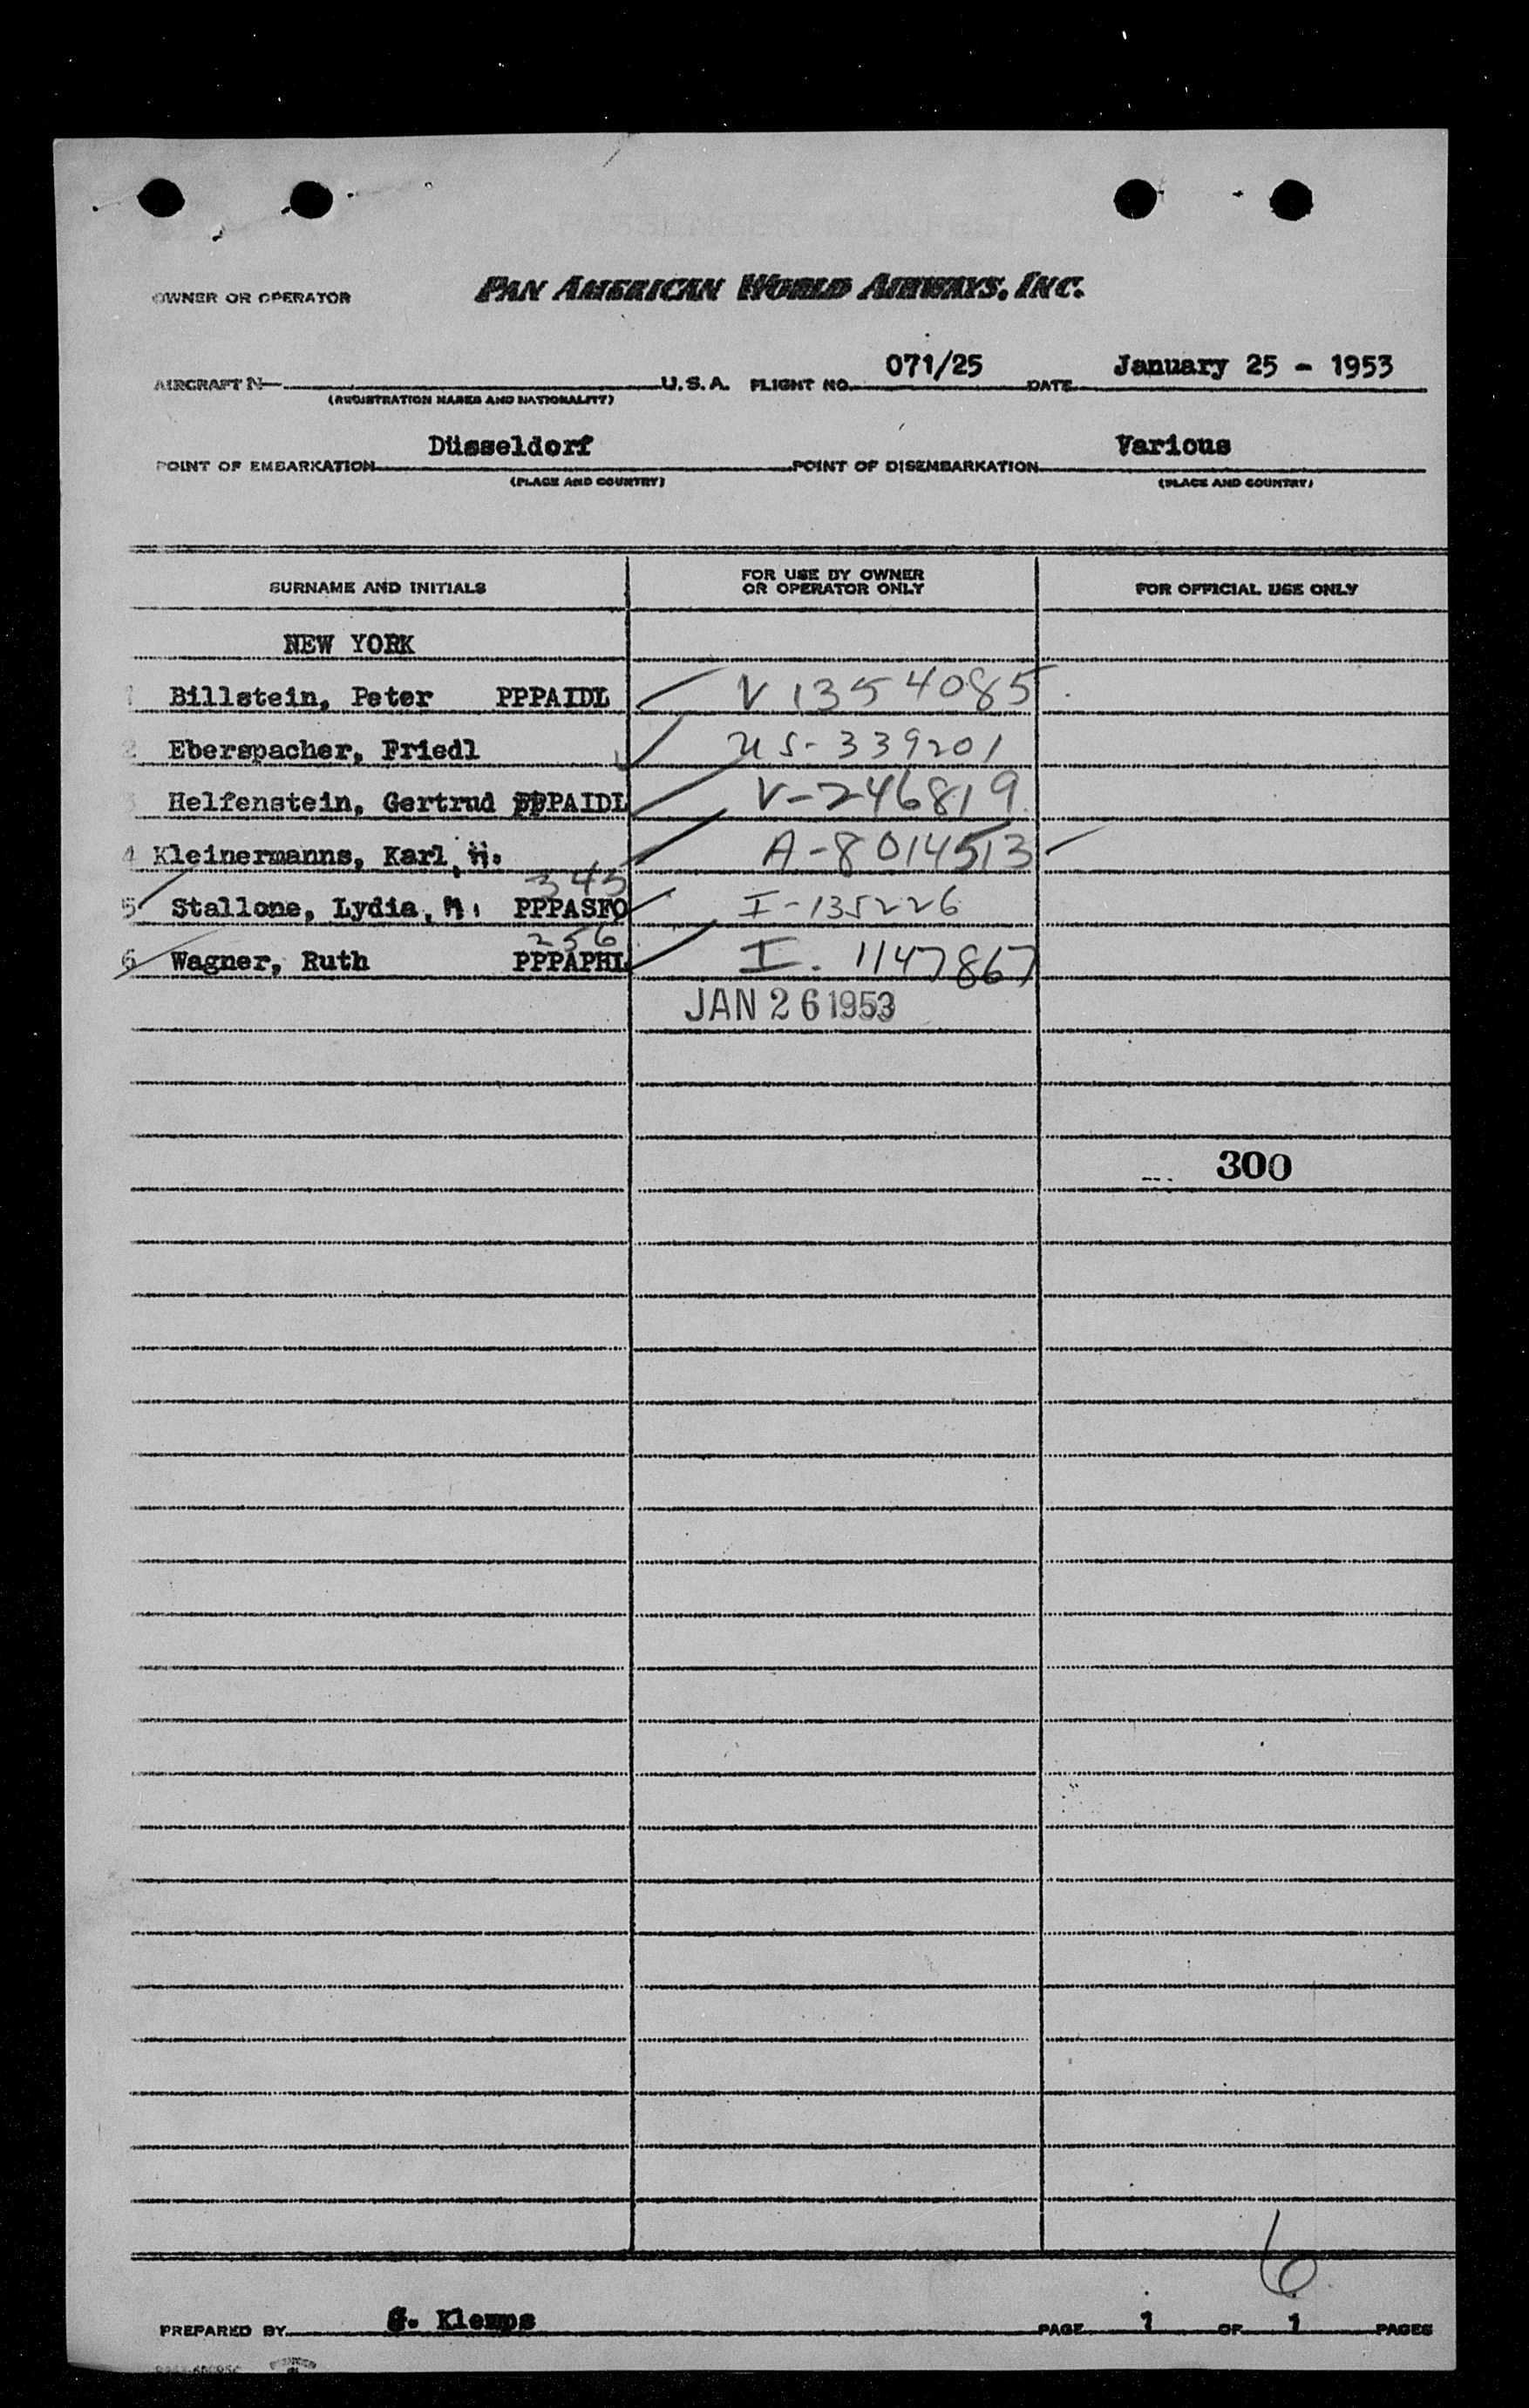 PAN AMERICAN WORLD AIRWAYS, INC.
OWNER OR OPERATOR
AIRCRAFT N U.S.A. FLIGHT NO. 071/25 DATE January 25 - 1953
(REGISTRATION MARKS AND NATIONALITY)
POINT OF EMBARKATION Düsseldorf POINT OF DISEMBARKATION Various
(PLACE AND COUNTRY) (PLACE AND COUNTRY)
SURNAME AND INITIALS FOR USE BY OWNER OR OPERATOR ONLY FOR OFFICIAL USE ONLY
NEW YORK
1 Billstein, Peter PPPAIDL V 1354085
2 Eberspacher, Friedl US-339201
3 Helfenstein, Gertrud PPPAIDL V-246819
4 Kleinermanns, Karl, H. A-8014513
345
5 Stallone, Lydia, M. PPPASFO I-135226
256
6 Wagner, Ruth PPPAPHL I. 1147867
JAN 26 1953
300
6
PREPARED BY G. Klemps PAGE 1 OF 1 PAGES